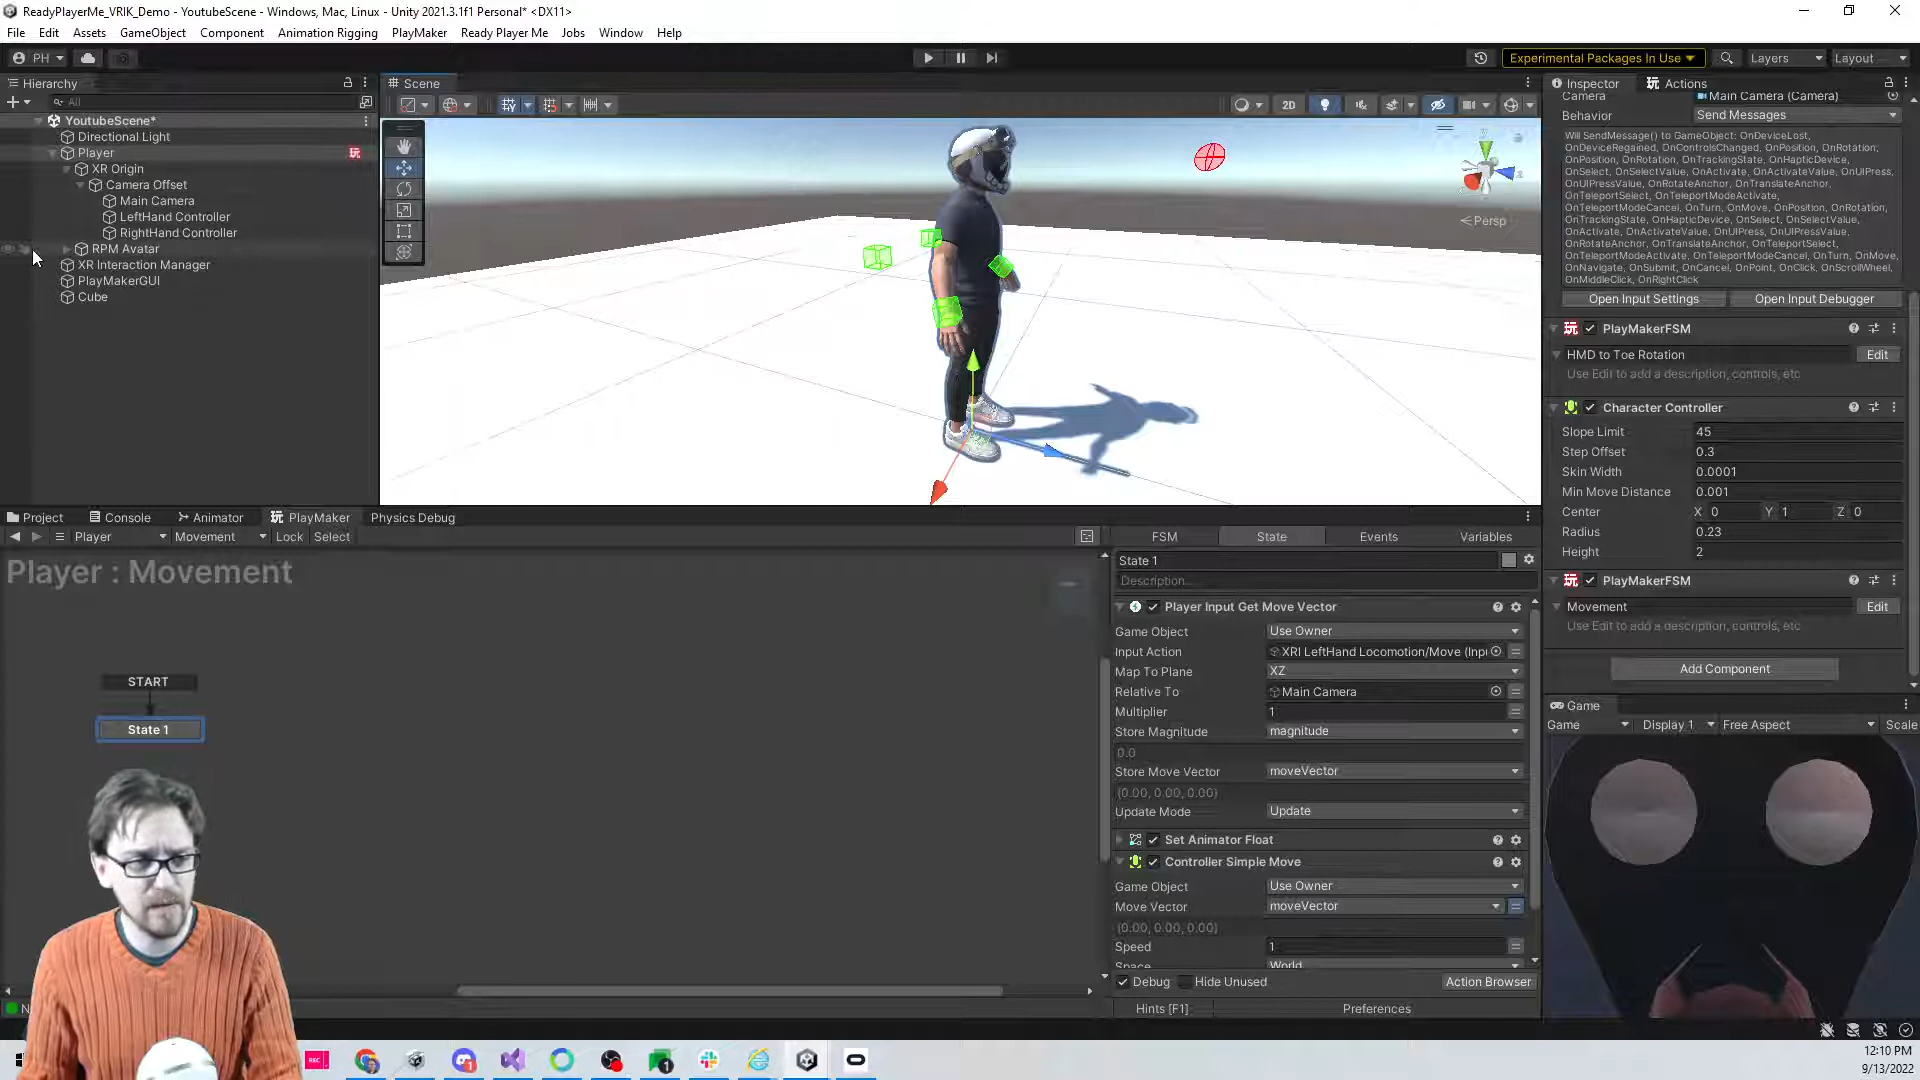 ReadyPlayerMe_VRIK_Demo - YoutubeScene - Windows, Mac, Linux - Unity 2021.3.1f1 Personal* <DX11>
File Edit Assets GameObject Component Animation Rigging PlayMaker Ready Player Me Jobs Window Help
PH Experimental Packages In Use Layers Layout
Hierarchy
All
YoutubeScene*
Directional Light
Player
XR Origin
Camera Offset
Main Camera
LeftHand Controller
RightHand Controller
RPM Avatar
XR Interaction Manager
PlayMakerGUI
Cube
Scene
2D
Persp
Inspector Actions
Camera Main Camera (Camera)
Behavior Send Messages
Will SendMessage() to GameObject: OnDeviceLost,
OnDeviceRegained, OnControlsChanged, OnPosition, OnRotation,
OnPosition, OnRotation, OnTrackingState, OnHapticDevice,
OnSelect, OnSelectValue, OnActivate, OnActivateValue, OnUIPress,
OnUIPressValue, OnRotateAnchor, OnTranslateAnchor,
OnTeleportSelect, OnTeleportModeActivate,
OnTeleportModeCancel, OnTurn, OnMove, OnPosition, OnRotation,
OnTrackingState, OnHapticDevice, OnSelect, OnSelectValue,
OnActivate, OnActivateValue, OnUIPress, OnUIPressValue,
OnRotateAnchor, OnTranslateAnchor, OnTeleportSelect,
OnTeleportModeActivate, OnTeleportModeCancel, OnTurn, OnMove,
OnNavigate, OnSubmit, OnCancel, OnPoint, OnClick, OnScrollWheel,
OnMiddleClick, OnRightClick
Open Input Settings Open Input Debugger
PlayMakerFSM
HMD to Toe Rotation Edit
Use Edit to add a description, controls, etc
Character Controller
Slope Limit 45
Step Offset 0.3
Skin Width 0.0001
Min Move Distance 0.001
Center X 0 Y 1 Z 0
Radius 0.23
Height 2
PlayMakerFSM
Movement Edit
Use Edit to add a description, controls, etc
Add Component
Game
Game Display 1 Free Aspect Scale
Project Console Animator PlayMaker Physics Debug
Player Movement Lock Select
Player : Movement
START
State 1
FSM State Events Variables
State 1
Description...
Player Input Get Move Vector
Game Object Use Owner
Input Action XRI LeftHand Locomotion/Move (Inp
Map To Plane XZ
Relative To Main Camera
Multiplier 1
Store Magnitude magnitude
0.0
Store Move Vector moveVector
(0.00, 0.00, 0.00)
Update Mode Update
Set Animator Float
Controller Simple Move
Game Object Use Owner
Move Vector moveVector
(0.00, 0.00, 0.00)
Speed 1
Space World
Debug Hide Unused Action Browser
Hints [F1] Preferences
REC
1
1
12:10 PM
9/13/2022